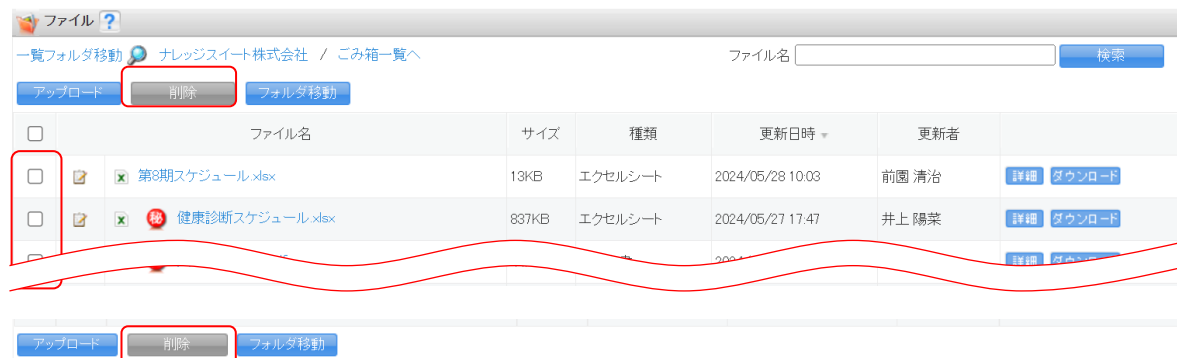 ファイル ?
一覧フォルダ移動 ナレッジスイート株式会社 / ごみ箱一覧へ ファイル名 検索
アップロード 削除 フォルダ移動
ファイル名 サイズ 種類 更新日時 更新者
第8期スケジュール.xlsx 13KB エクセルシート 2024/05/28 10:03 前園 清治 詳細 ダウンロード
秘 健康診断スケジュール.xlsx 837KB エクセルシート 2024/05/27 17:47 井上 陽菜 詳細 ダウンロード
詳細 ダウンロード
アップロード 削除 フォルダ移動